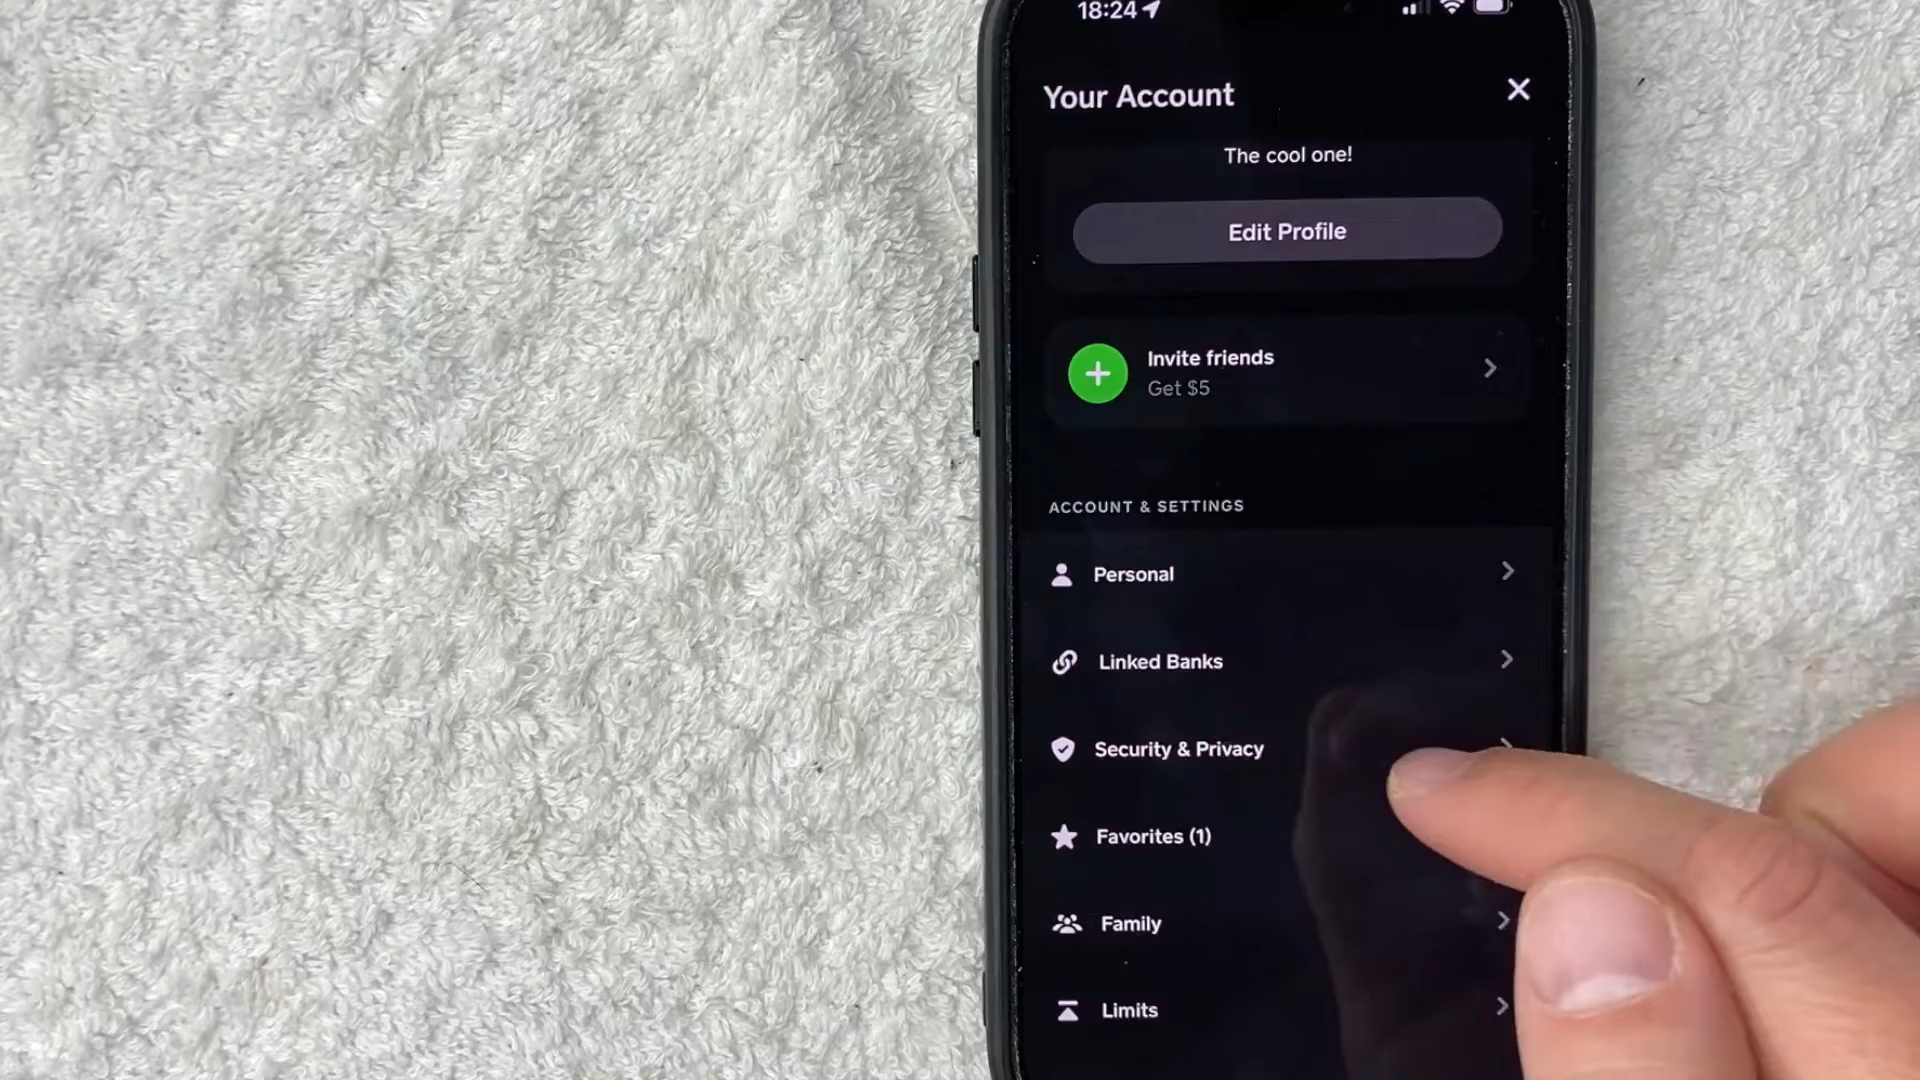 18:24
Your Account
The cool one!
Edit Profile
Invite friends
Get $5
ACCOUNT & SETTINGS
Personal
Linked Banks
Security & Privacy
Favorites (1)
Family
Limits